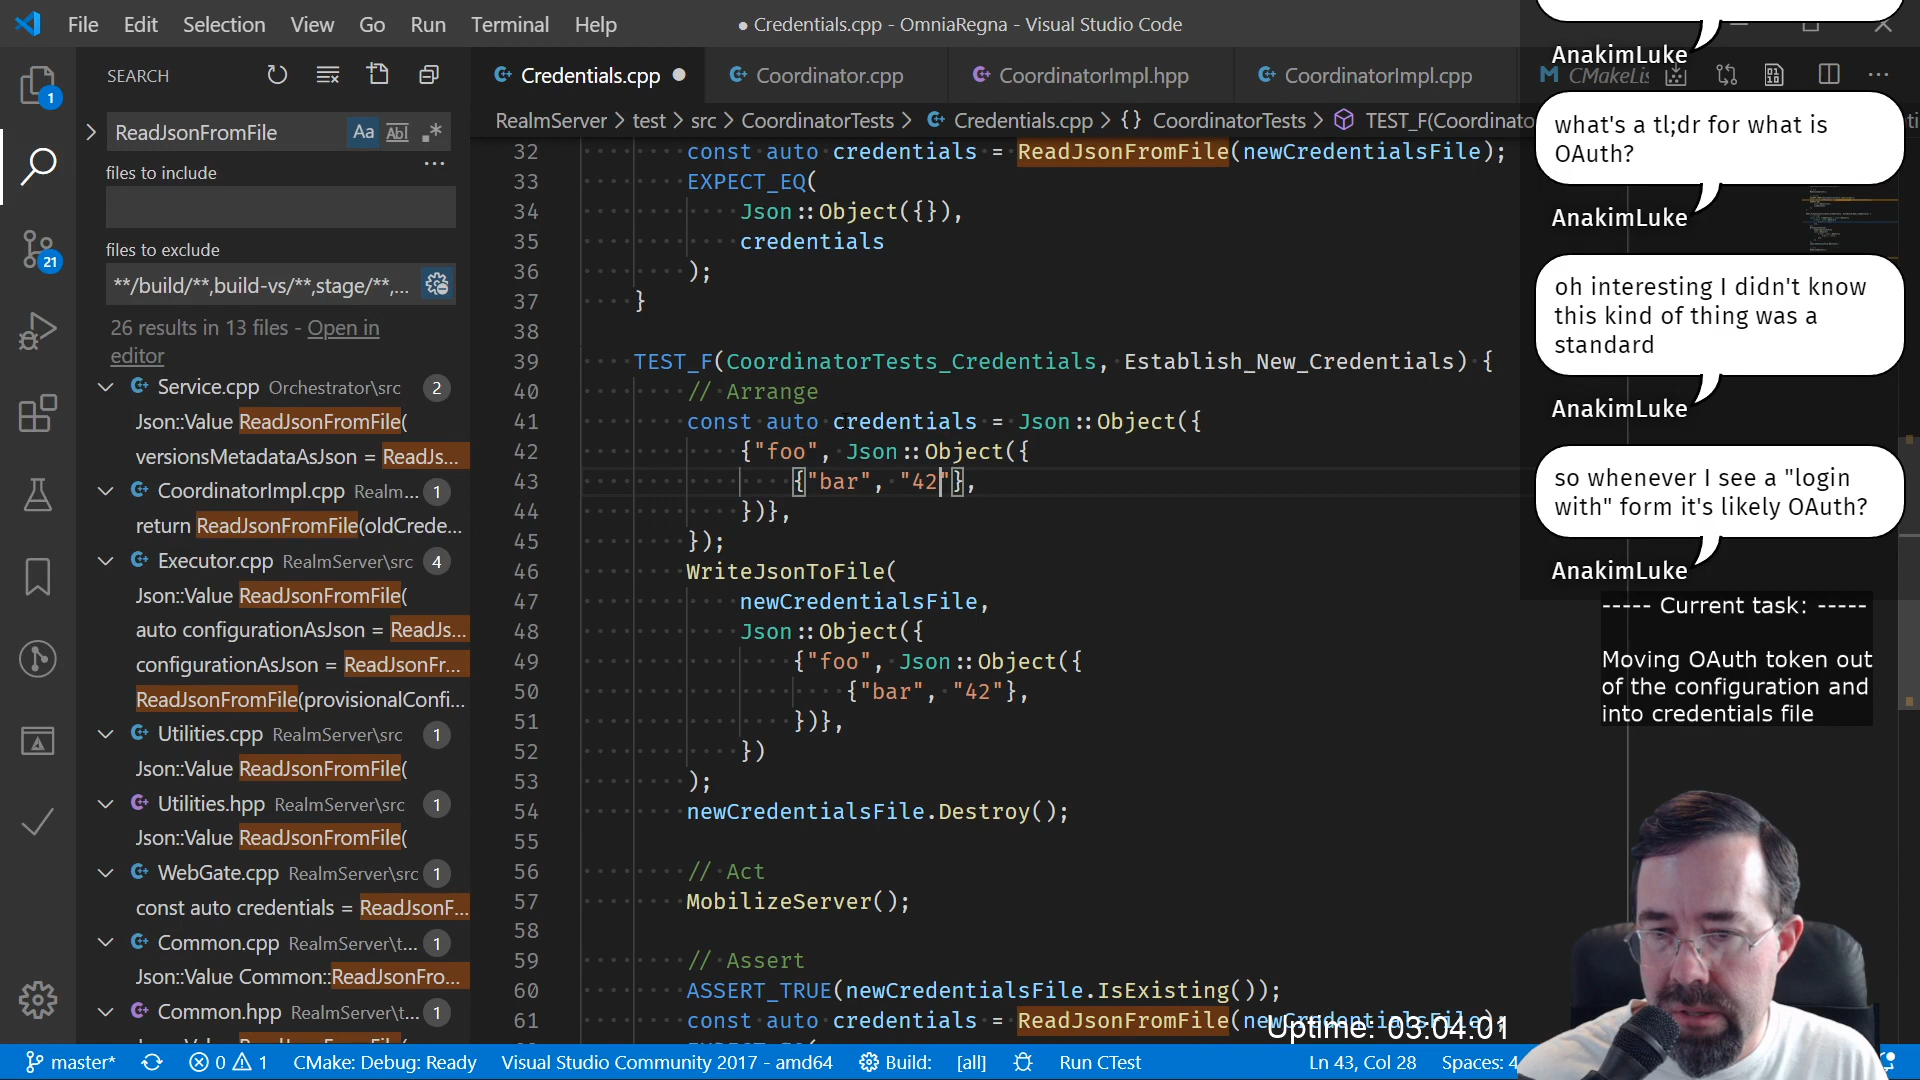 File Edit Selection View Go Run Terminal Help
● Credentials.cpp - OmniaRegna - Visual Studio Code
SEARCH
Credentials.cpp ●
Coordinator.cpp
CoordinatorImpl.hpp
CoordinatorImpl.cpp
CMakeLis
RealmServer > test > src > CoordinatorTests > Credentials.cpp > {} CoordinatorTests > TEST_F(Coordinato
1
21
ReadJsonFromFile
Aa
Abl
files to include
files to exclude
**/build/**,build-vs/**,stage/**,...
26 results in 13 files - Open in
editor
Service.cpp Orchestrator\src 2
Json::Value ReadJsonFromFile(
versionsMetadataAsJson = ReadJs...
CoordinatorImpl.cpp Realm... 1
return ReadJsonFromFile(oldCrede...
Executor.cpp RealmServer\src 4
Json::Value ReadJsonFromFile(
auto configurationAsJson = ReadJs...
configurationAsJson = ReadJsonFr...
ReadJsonFromFile(provisionalConfi...
Utilities.cpp RealmServer\src 1
Json::Value ReadJsonFromFile(
Utilities.hpp RealmServer\src 1
Json::Value ReadJsonFromFile(
WebGate.cpp RealmServer\src 1
const auto credentials = ReadJsonF...
Common.cpp RealmServer\t... 1
Json::Value Common::ReadJsonFro...
Common.hpp RealmServer\t... 1
32 const auto credentials = ReadJsonFromFile(newCredentialsFile);
33 EXPECT_EQ(
34 Json::Object({}),
35 credentials
36 );
37 }
38
39 TEST_F(CoordinatorTests_Credentials, Establish_New_Credentials) {
40 // Arrange
41 const auto credentials = Json::Object({
42 {"foo", Json::Object({
43 {"bar", "42"},
44 })},
45 });
46 WriteJsonToFile(
47 newCredentialsFile,
48 Json::Object({
49 {"foo", Json::Object({
50 {"bar", "42"},
51 })},
52 })
53 );
54 newCredentialsFile.Destroy();
55
56 // Act
57 MobilizeServer();
58
59 // Assert
60 ASSERT_TRUE(newCredentialsFile.IsExisting());
61 const auto credentials = ReadJsonFromFile(newCredentialsFile);
AnakimLuke
what's a tl;dr for what is
OAuth?
AnakimLuke
oh interesting I didn't know
this kind of thing was a
standard
AnakimLuke
so whenever I see a "login
with" form it's likely OAuth?
AnakimLuke
----- Current task: -----
Moving OAuth token out
of the configuration and
into credentials file
Uptime: 03:04:01
master* 0 1 CMake: Debug: Ready Visual Studio Community 2017 - amd64 Build: [all] Run CTest Ln 43, Col 28 Spaces: 4